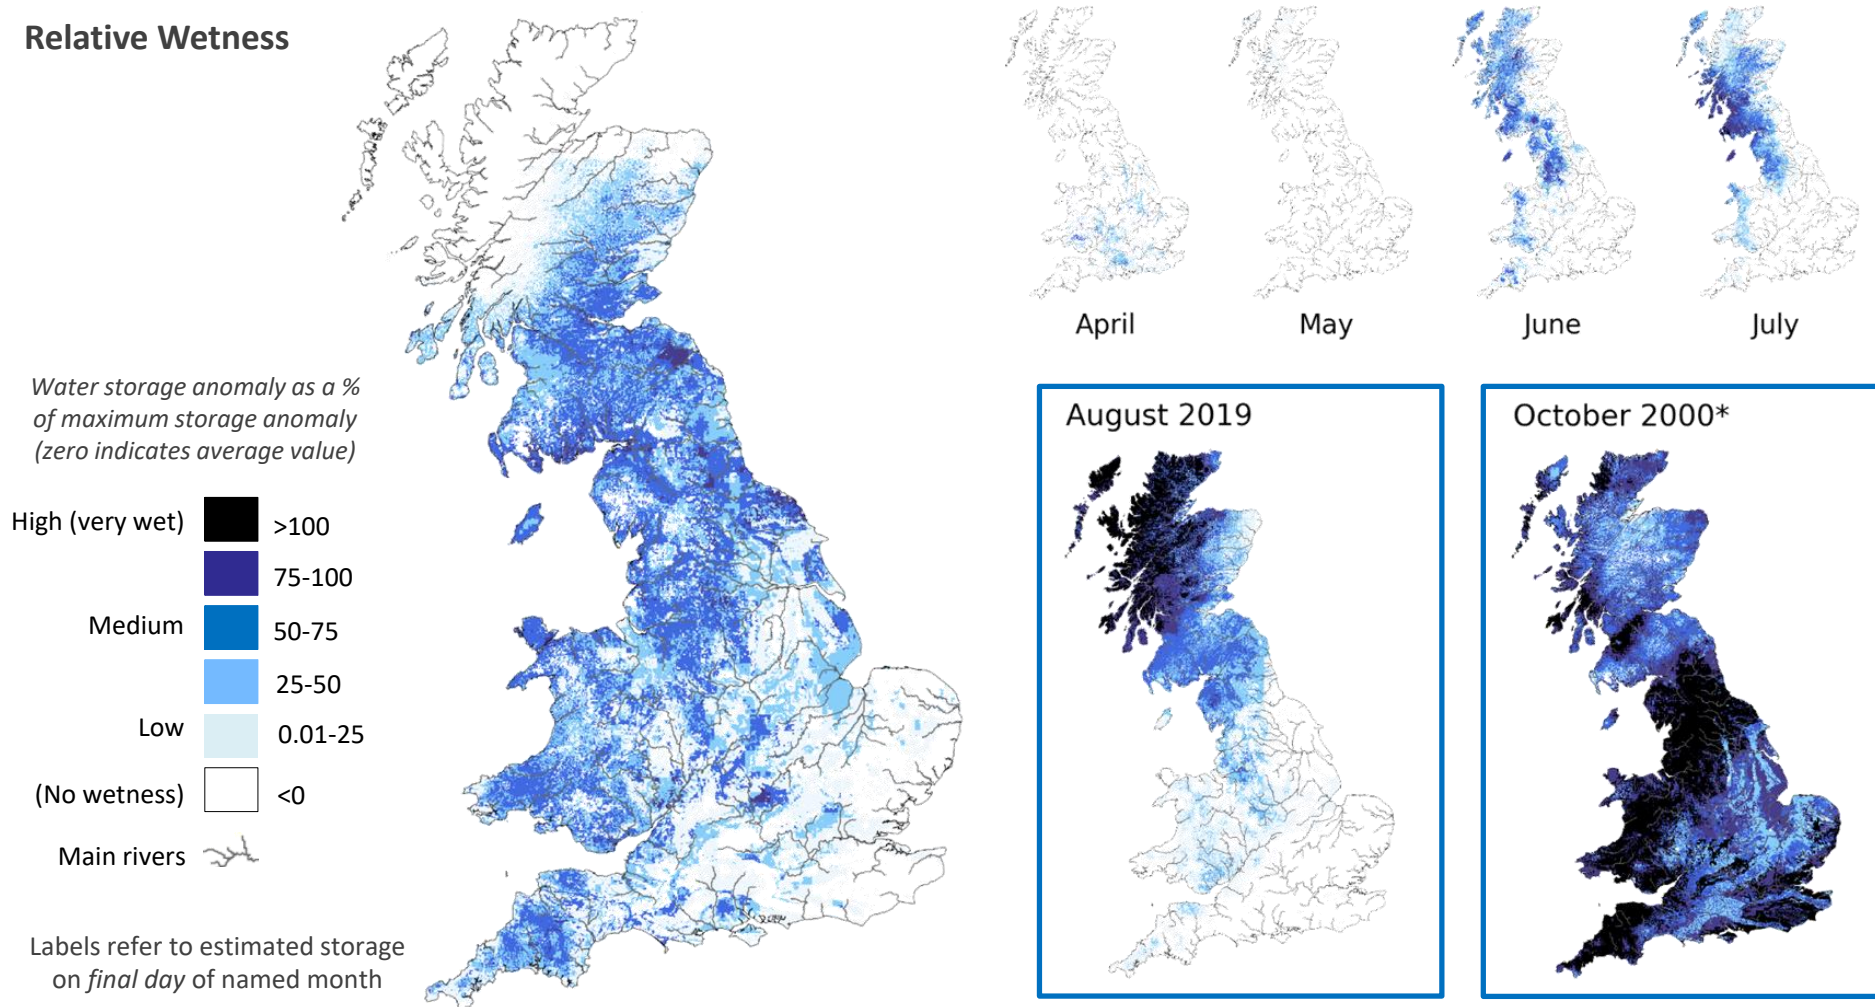 Relative Wetness
Water storage anomaly as a %
of maximum storage anomaly
(zero indicates average value)
High (very wet) >100
75-100
Medium 50-75
25-50
Low 0.01-25
(No wetness) <0
Main rivers
Labels refer to estimated storage
on final day of named month
April May June July
August 2019
October 2000*